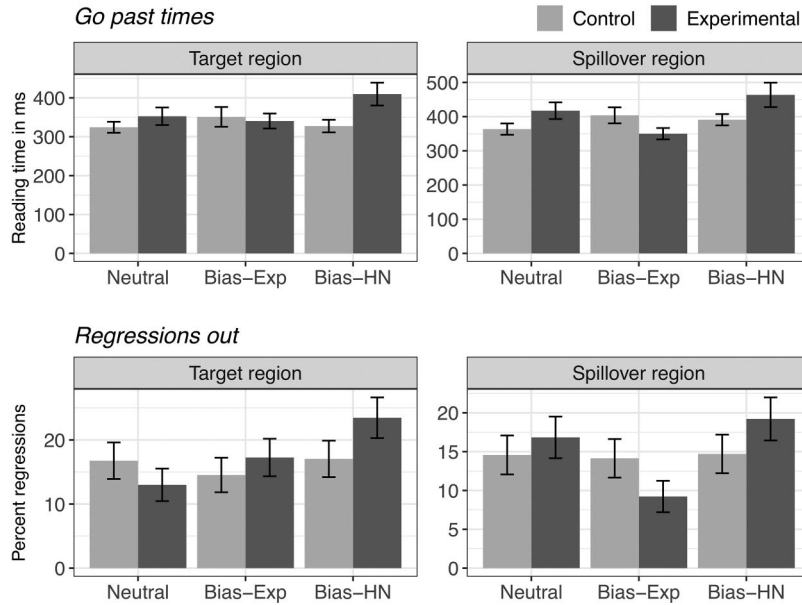 Go past times
Control Experimental
Target region
Spillover region
Reading time in ms
400
300
200
100
0
500
400
300
200
100
0
Neutral Bias-Exp Bias-HN
Neutral Bias-Exp Bias-HN
Regressions out
Target region
Spillover region
Percent regressions
20
10
0
20
15
10
5
0
Neutral Bias-Exp Bias-HN
Neutral Bias-Exp Bias-HN